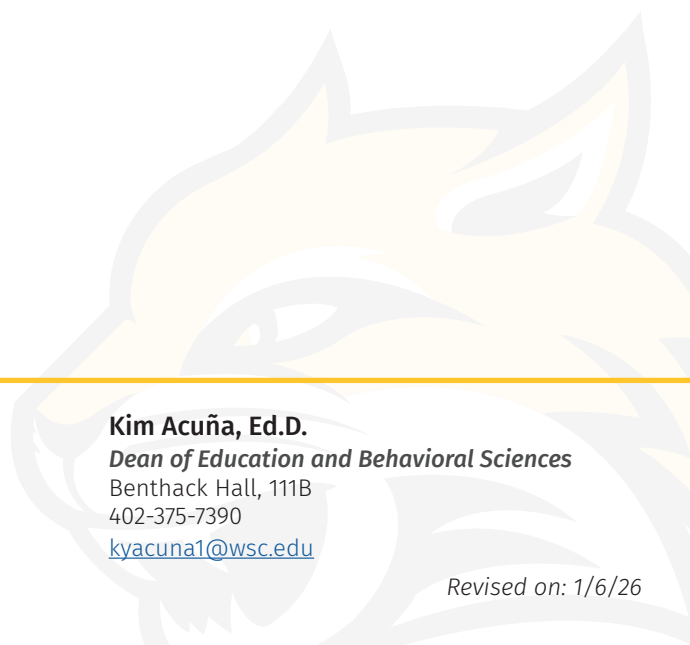 Kim Acuña, Ed.D.
Dean of Education and Behavioral Sciences
Benthack Hall, 111B
402-375-7390
kyacuna1@wsc.edu
Revised on: 1/6/26